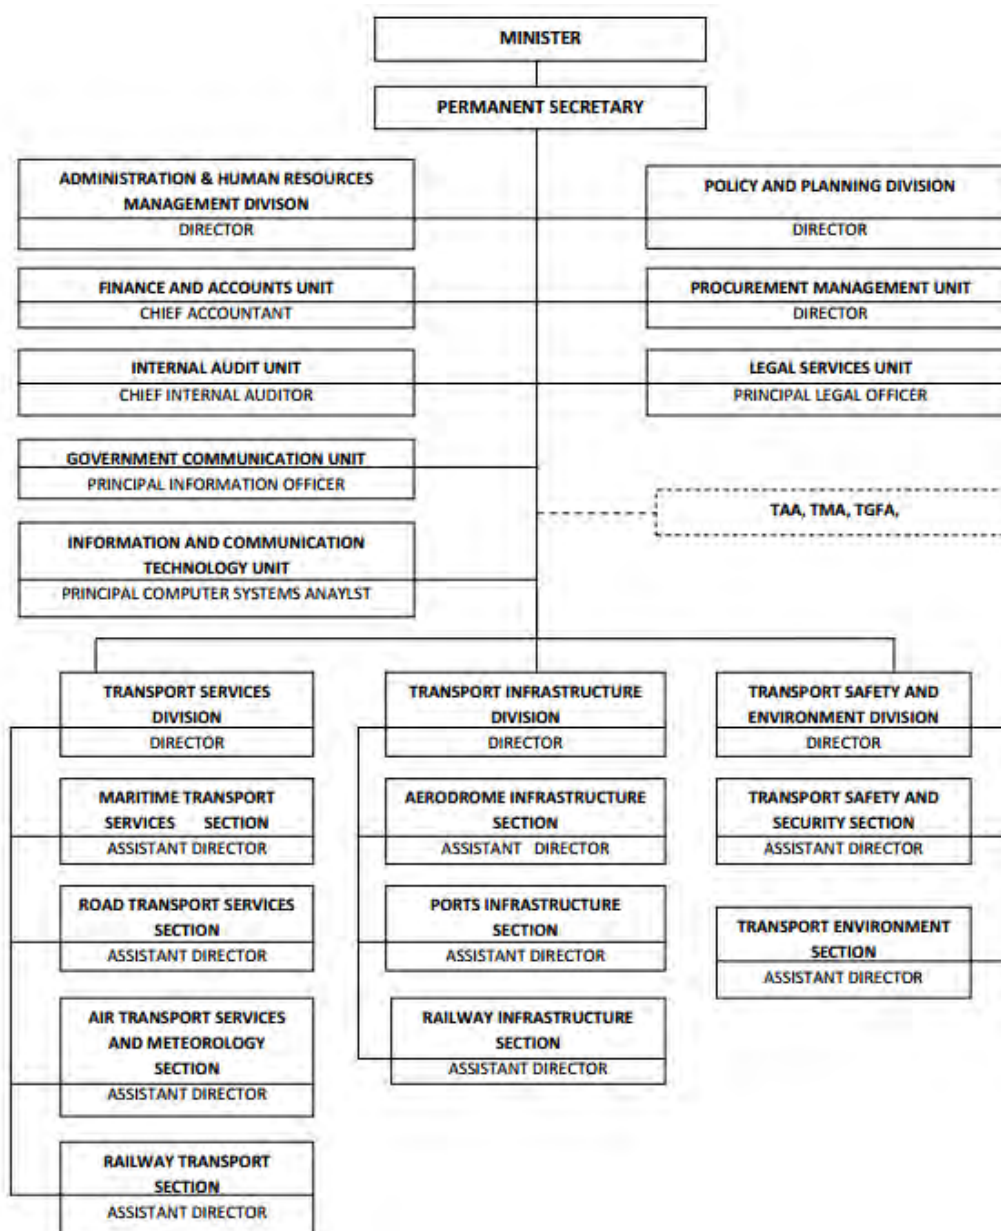 MINISTER
PERMANENT SECRETARY
ADMINISTRATION & HUMAN RESOURCES
MANAGEMENT DIVISON
DIRECTOR
POLICY AND PLANNING DIVISION
DIRECTOR
FINANCE AND ACCOUNTS UNIT
CHIEF ACCOUNTANT
PROCUREMENT MANAGEMENT UNIT
DIRECTOR
INTERNAL AUDIT UNIT
CHIEF INTERNAL AUDITOR
LEGAL SERVICES UNIT
PRINCIPAL LEGAL OFFICER
GOVERNMENT COMMUNICATION UNIT
PRINCIPAL INFORMATION OFFICER
TAA, TMA, TGFA,
INFORMATION AND COMMUNICATION
TECHNOLOGY UNIT
PRINCIPAL COMPUTER SYSTEMS ANAYLST
TRANSPORT SERVICES
DIVISION
DIRECTOR
MARITIME TRANSPORT
SERVICES SECTION
ASSISTANT DIRECTOR
ROAD TRANSPORT SERVICES
SECTION
ASSISTANT DIRECTOR
AIR TRANSPORT SERVICES
AND METEOROLOGY
SECTION
ASSISTANT DIRECTOR
RAILWAY TRANSPORT
SECTION
ASSISTANT DIRECTOR
TRANSPORT INFRASTRUCTURE
DIVISION
DIRECTOR
AERODROME INFRASTRUCTURE
SECTION
ASSISTANT DIRECTOR
PORTS INFRASTRUCTURE
SECTION
ASSISTANT DIRECTOR
RAILWAY INFRASTRUCTURE
SECTION
ASSISTANT DIRECTOR
TRANSPORT SAFETY AND
ENVIRONMENT DIVISION
DIRECTOR
TRANSPORT SAFETY AND
SECURITY SECTION
ASSISTANT DIRECTOR
TRANSPORT ENVIRONMENT
SECTION
ASSISTANT DIRECTOR